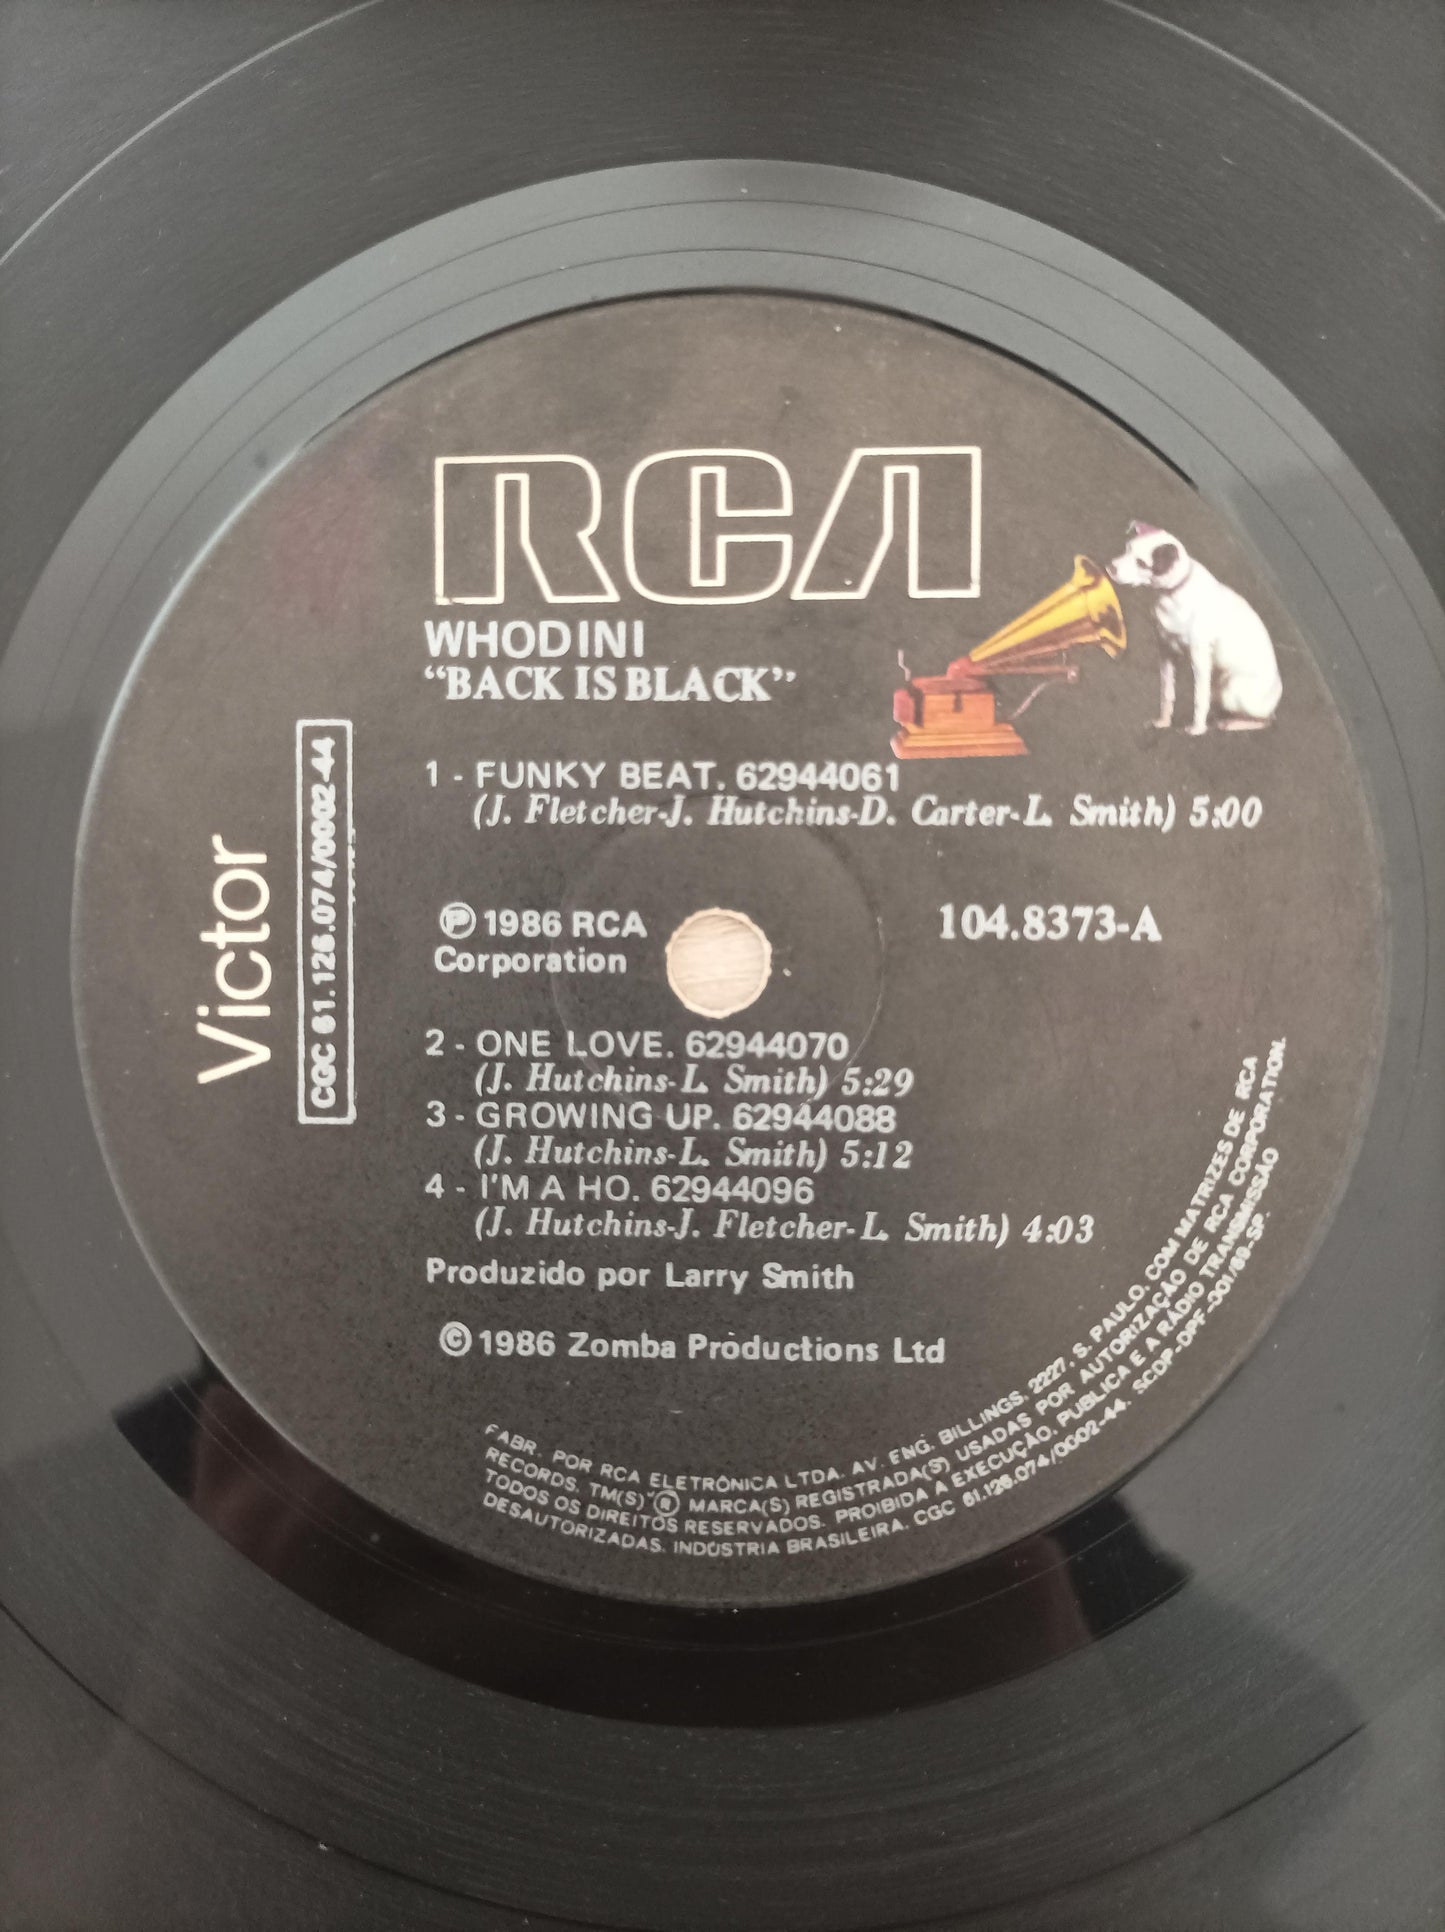 RCA
WHODINI
“BACK IS BLACK”
1 - FUNKY BEAT. 62944061
(J. Fletcher-J. Hutchins-D. Carter-L. Smith) 5:00
Ⓟ 1986 RCA
Corporation
104.8373-A
2 - ONE LOVE. 62944070
(J. Hutchins-L. Smith) 5:29
3 - GROWING UP. 62944088
(J. Hutchins-L. Smith) 5:12
4 - I'M A HO. 62944096
(J. Hutchins-J. Fletcher-L. Smith) 4:03
Produzido por Larry Smith
© 1986 Zomba Productions Ltd
Victor
CGC 61.126.074/0002-44
FABR. POR RCA ELETRÔNICA LTDA. AV. ENG. BILLINGS, 2227, S. PAULO, COM MATRIZES DE RCA
RECORDS. TM(S) ® MARCA(S) REGISTRADA(S) USADAS POR AUTORIZAÇÃO DE RCA CORPORATION.
TODOS OS DIREITOS RESERVADOS. PROIBIDA A EXECUÇÃO, PÚBLICA E A RÁDIO TRANSMISSÃO
DESAUTORIZADAS. INDÚSTRIA BRASILEIRA. CGC 61.126.074/0002-44. SCDP-DPF-001/69-SP.